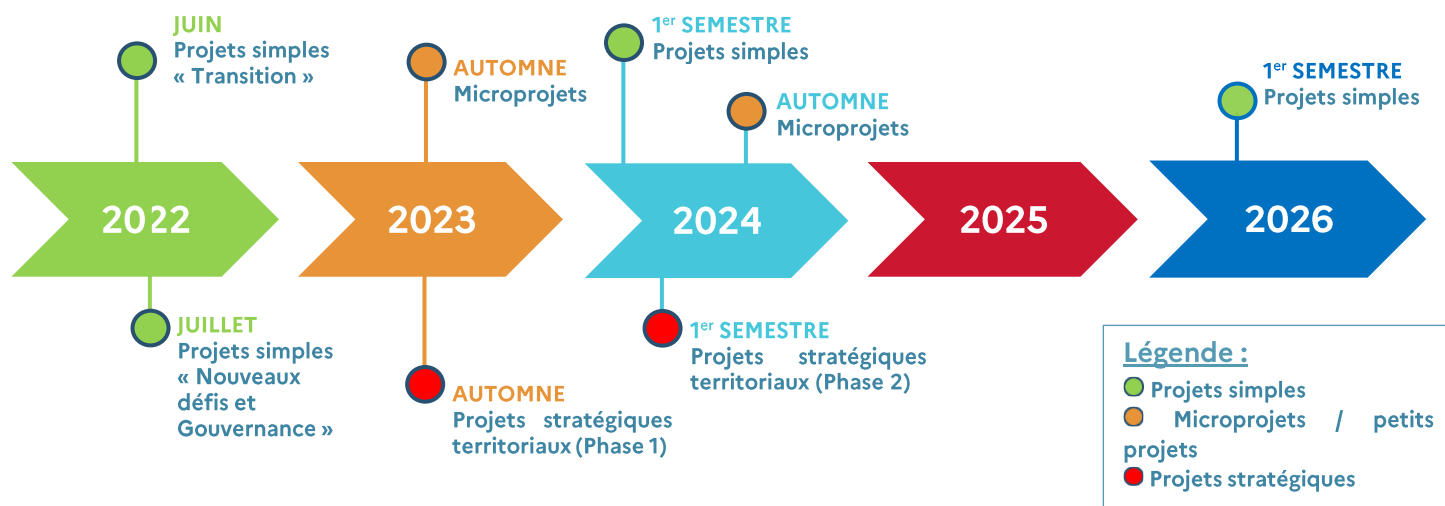 JUIN
Projets simples
« Transition »
AUTOMNE
Microprojets
1er SEMESTRE
Projets simples
AUTOMNE
Microprojets
1er SEMESTRE
Projets simples
2022
2023
2024
2025
2026
JUILLET
Projets simples
« Nouveaux
défis et
Gouvernance »
AUTOMNE
Projets stratégiques
territoriaux (Phase 1)
1er SEMESTRE
Projets stratégiques
territoriaux (Phase 2)
Légende :
Projets simples
Microprojets / petits
projets
Projets stratégiques